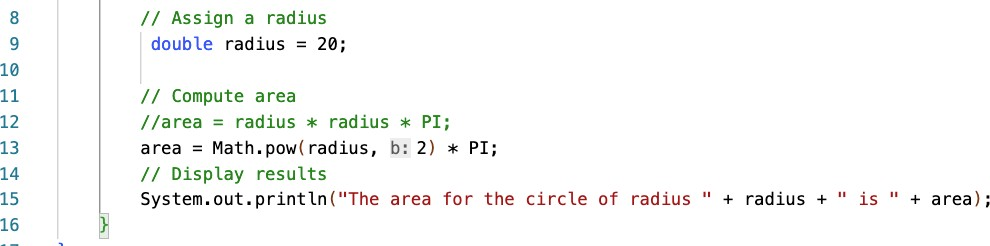 8 // Assign a radius
9 double radius = 20;
10
11 // Compute area
12 //area = radius * radius * PI;
13 area = Math.pow(radius, b: 2) * PI;
14 // Display results
15 System.out.println("The area for the circle of radius " + radius + " is " + area);
16 }